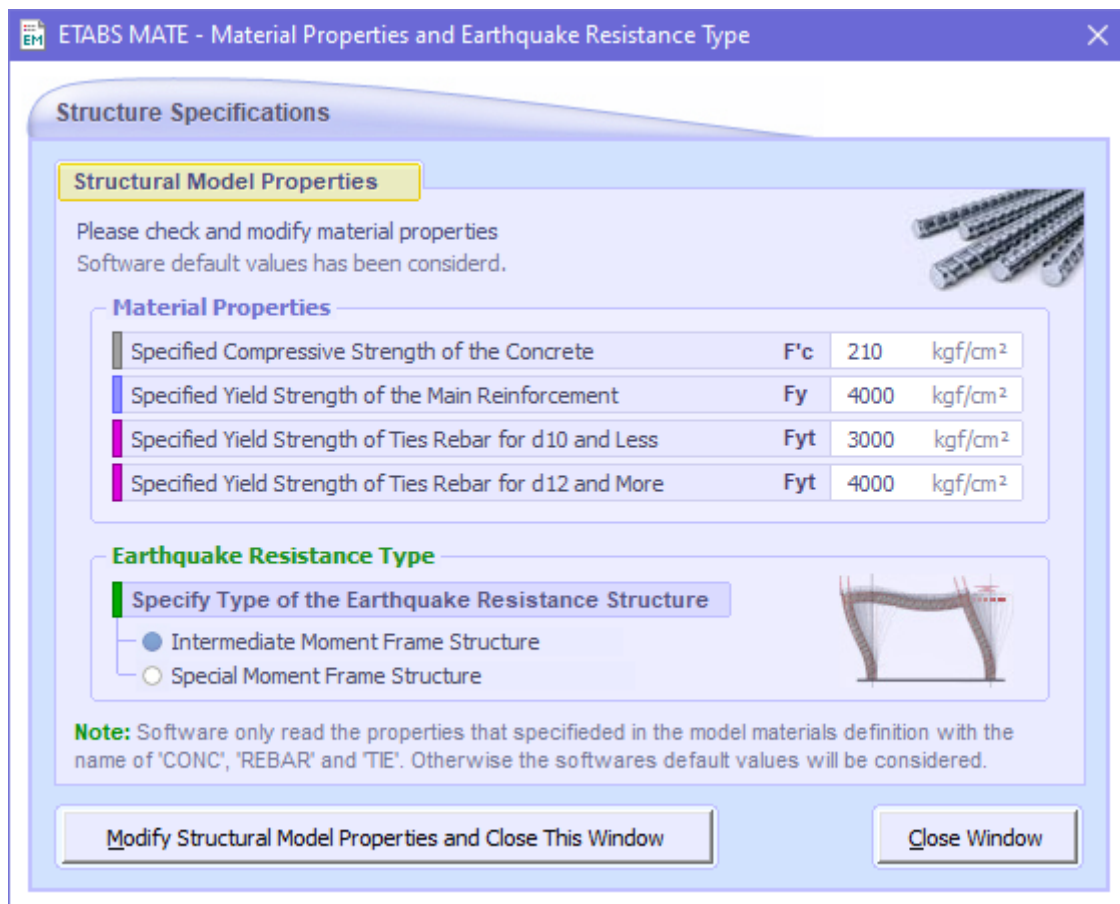 EM ETABS MATE - Material Properties and Earthquake Resistance Type
Structure Specifications
Structural Model Properties
Please check and modify material properties
Software default values has been considerd.
Material Properties
Specified Compressive Strength of the Concrete F'c 210 kgf/cm²
Specified Yield Strength of the Main Reinforcement Fy 4000 kgf/cm²
Specified Yield Strength of Ties Rebar for d10 and Less Fyt 3000 kgf/cm²
Specified Yield Strength of Ties Rebar for d12 and More Fyt 4000 kgf/cm²
Earthquake Resistance Type
Specify Type of the Earthquake Resistance Structure
Intermediate Moment Frame Structure
Special Moment Frame Structure
Note: Software only read the properties that specifieded in the model materials definition with the
name of 'CONC', 'REBAR' and 'TIE'. Otherwise the softwares default values will be considered.
Modify Structural Model Properties and Close This Window
Close Window